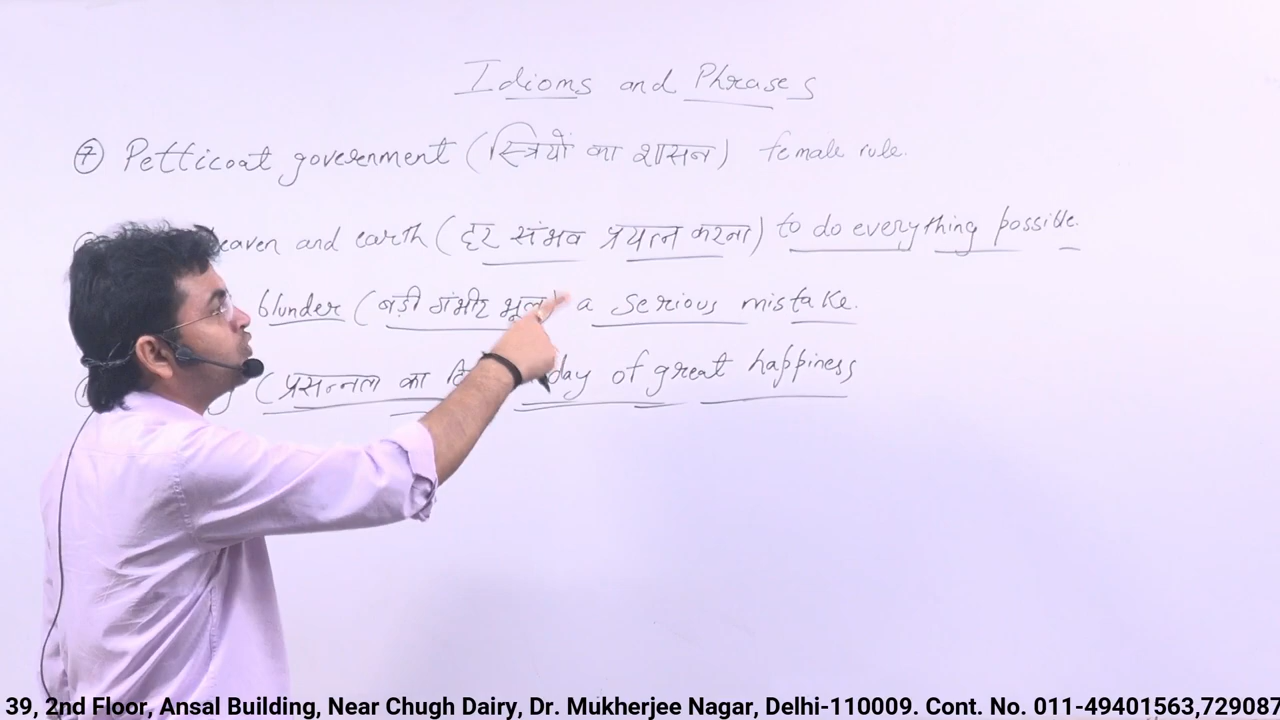 Idioms and Phrases
⑦ Petticoat government (स्त्रियों का शासन) female rule.
and earth (हर संभव प्रयत्न करना) to do everything possible.
blunder (बड़ी गंभीर भूल) a serious mistake.
(प्रसन्नता का day of great happiness
39, 2nd Floor, Ansal Building, Near Chugh Dairy, Dr. Mukherjee Nagar, Delhi-110009. Cont. No. 011-49401563,729087